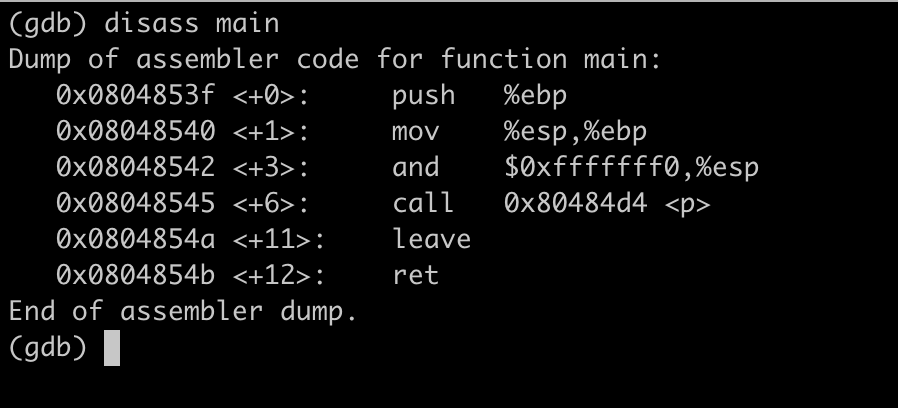 (gdb) disass main
Dump of assembler code for function main:
   0x0804853f <+0>:     push   %ebp
   0x08048540 <+1>:     mov    %esp,%ebp
   0x08048542 <+3>:     and    $0xfffffff0,%esp
   0x08048545 <+6>:     call   0x80484d4 <p>
   0x0804854a <+11>:    leave
   0x0804854b <+12>:    ret
End of assembler dump.
(gdb)